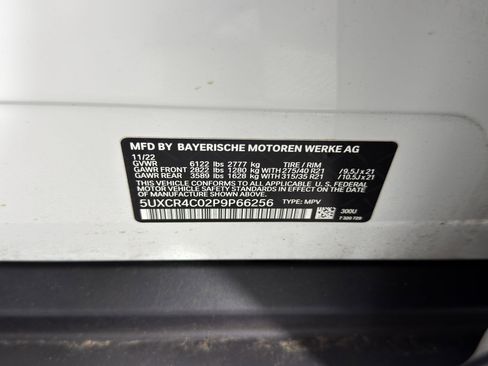 MFD BY BAYERISCHE MOTOREN WERKE AG
11/22
GVWR 6122 lbs 2777 kg TIRE / RIM
GAWR FRONT 2822 lbs 1280 kg WITH 275/40 R21 / 9.5J x 21
GAWR REAR 3589 lbs 1628 kg WITH 315/35 R21 / 10.5J x 21
THIS VEHICLE CONFORMS TO ALL APPLICABLE FEDERAL
MOTOR VEHICLE SAFETY STANDARDS IN EFFECT ON THE
DATE OF MANUFACTURE SHOWN ABOVE.
5UXCR4C02P9P66256 TYPE: MPV
300U
7 320 729